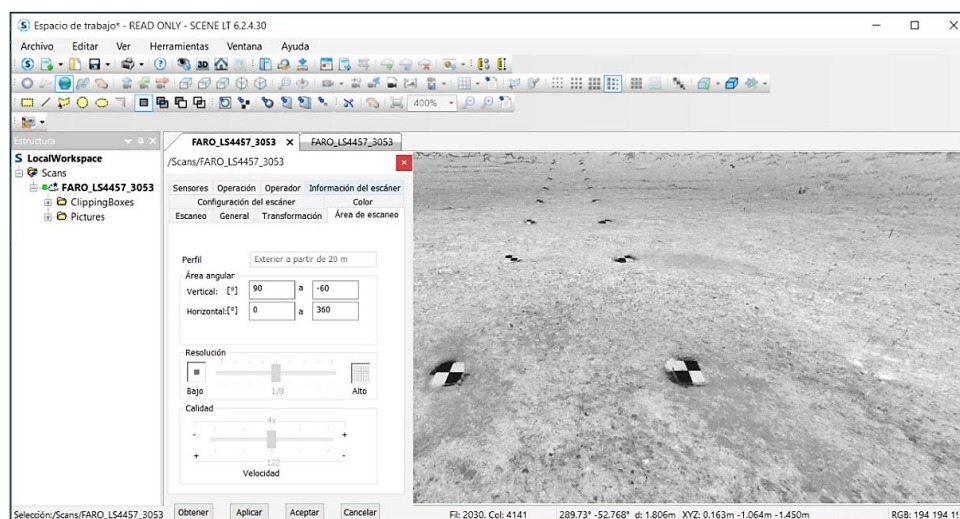 Espacio de trabajo* - READ ONLY - SCENE LT 6.2.4.30
Archivo Editar Ver Herramientas Ventana Ayuda
3D
400%
Estructura
FARO_LS4457_3053 X FARO_LS4457_3053
S LocalWorkspace
Scans
FARO_LS4457_3053
ClippingBoxes
Pictures
/Scans/FARO_LS4457_3053
Sensores Operación Operador Información del escáner
Configuración del escáner Color
Escaneo General Transformación Área de escaneo
Perfil Exterior a partir de 20 m
Área angular
Vertical: [°] 90 a -60
Horizontal:[°] 0 a 360
Resolución
Bajo 1/9 Alto
Calidad
4x
- +
+ -
122
Velocidad
Obtener Aplicar Aceptar Cancelar
Selección:/Scans/FARO_LS4457_3053 Fil: 2030, Col: 4141 289.73° -52.768° d: 1.806m XYZ: 0.163m -1.064m -1.450m RGB: 194 194 19